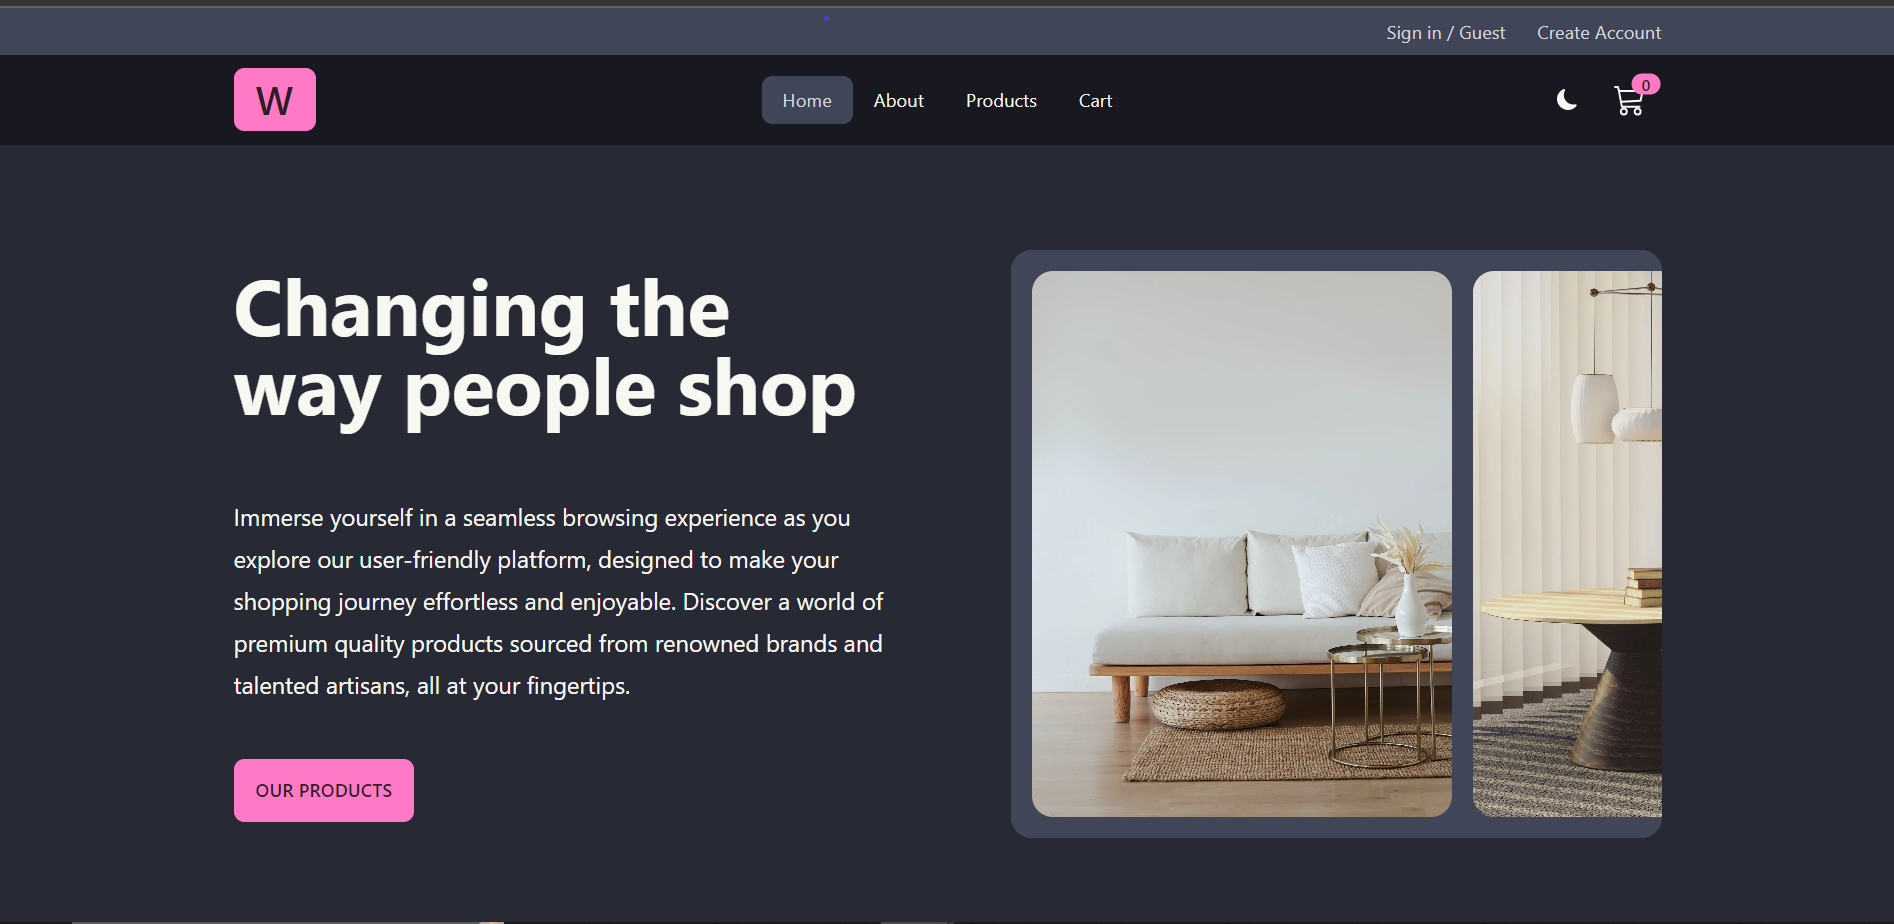 Sign in / Guest Create Account
W
Home About Products Cart
0
Changing the
way people shop
Immerse yourself in a seamless browsing experience as you
explore our user-friendly platform, designed to make your
shopping journey effortless and enjoyable. Discover a world of
premium quality products sourced from renowned brands and
talented artisans, all at your fingertips.
OUR PRODUCTS